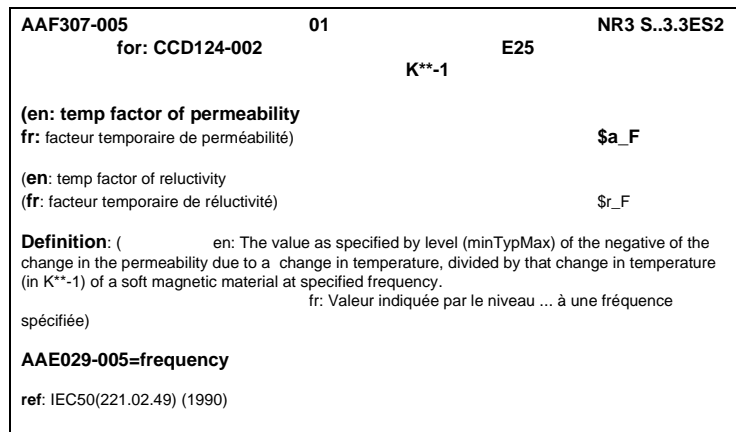 AAF307-005 01 NR3 S..3.3ES2
for: CCD124-002 E25
K**-1
(en: temp factor of permeability
fr: facteur temporaire de perméabilité) $a_F
(en: temp factor of reluctivity
(fr: facteur temporaire de réluctivité) $r_F
Definition: ( en: The value as specified by level (minTypMax) of the negative of the
change in the permeability due to a change in temperature, divided by that change in temperature
(in K**-1) of a soft magnetic material at specified frequency.
fr: Valeur indiquée par le niveau ... à une fréquence
spécifiée)
AAE029-005=frequency
ref: IEC50(221.02.49) (1990)